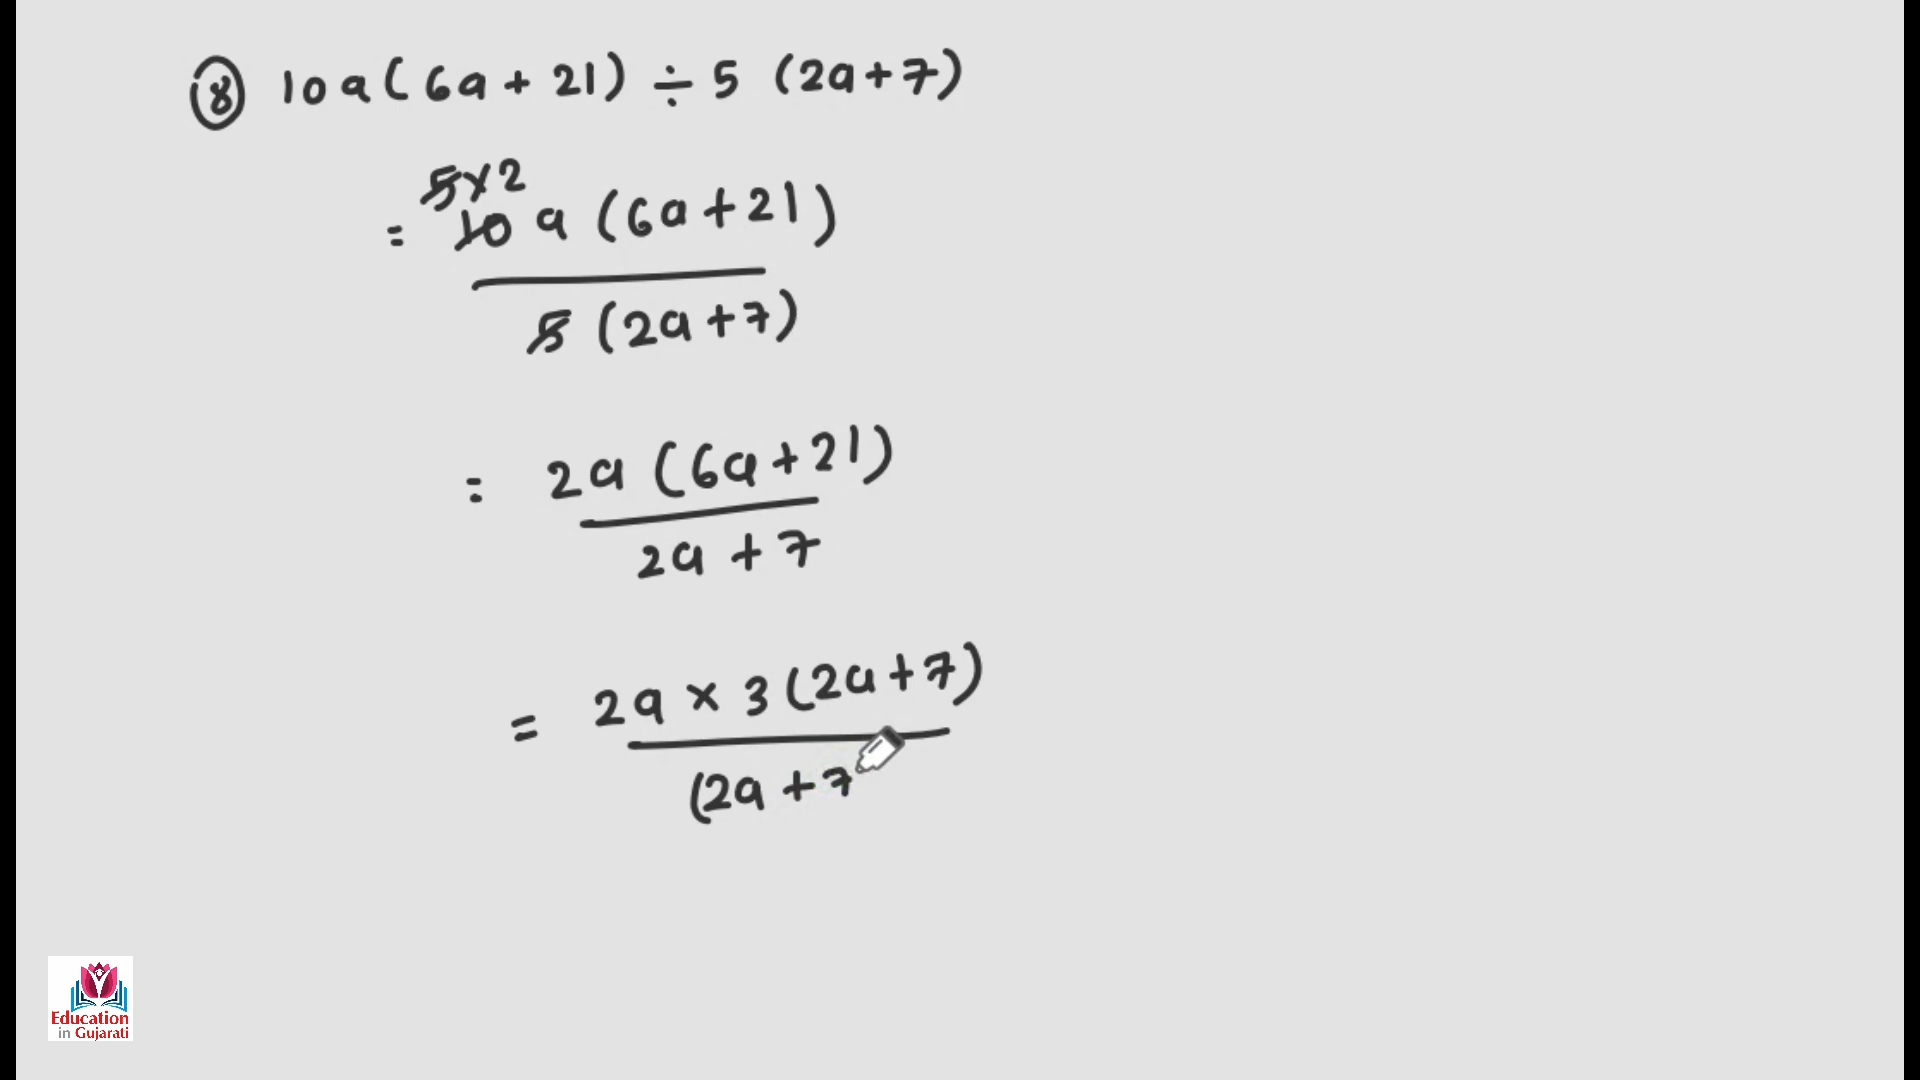 ⑧ 10a(6a+21) ÷ 5 (2a+7)
5×2
= 10 a (6a+21)
5 (2a+7)
= 2a (6a+21)
2a + 7
= 2a × 3 (2a+7)
(2a + 7
Education
in Gujarati